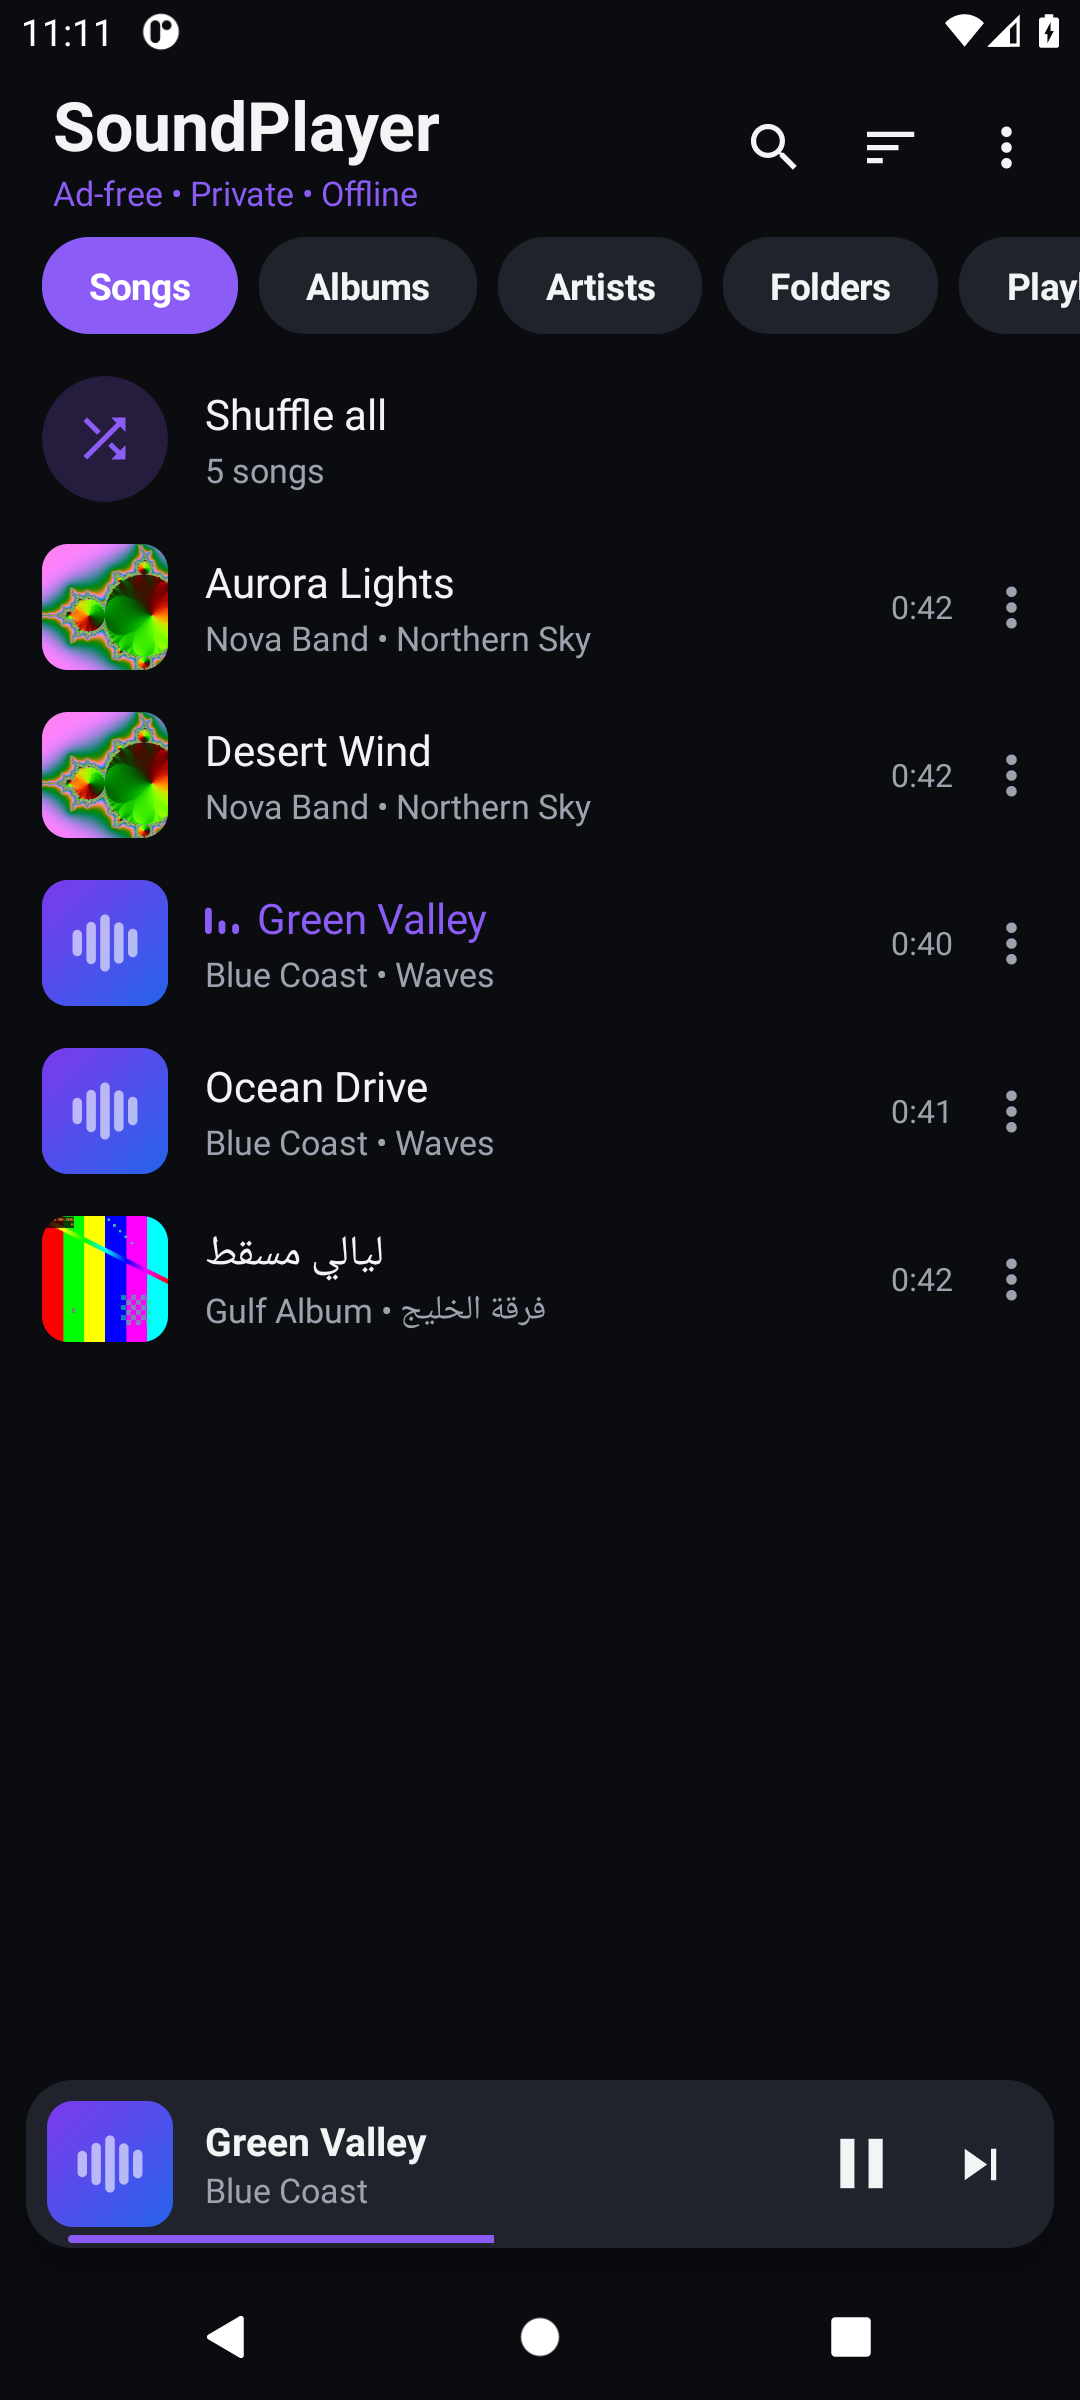 11:11
SoundPlayer
Ad-free • Private • Offline
Songs Albums Artists Folders Playl
Shuffle all
5 songs
Aurora Lights
Nova Band • Northern Sky
0:42
Desert Wind
Nova Band • Northern Sky
0:42
Green Valley
Blue Coast • Waves
0:40
Ocean Drive
Blue Coast • Waves
0:41
ليالي مسقط
فرقة الخليج • Gulf Album
0:42
Green Valley
Blue Coast